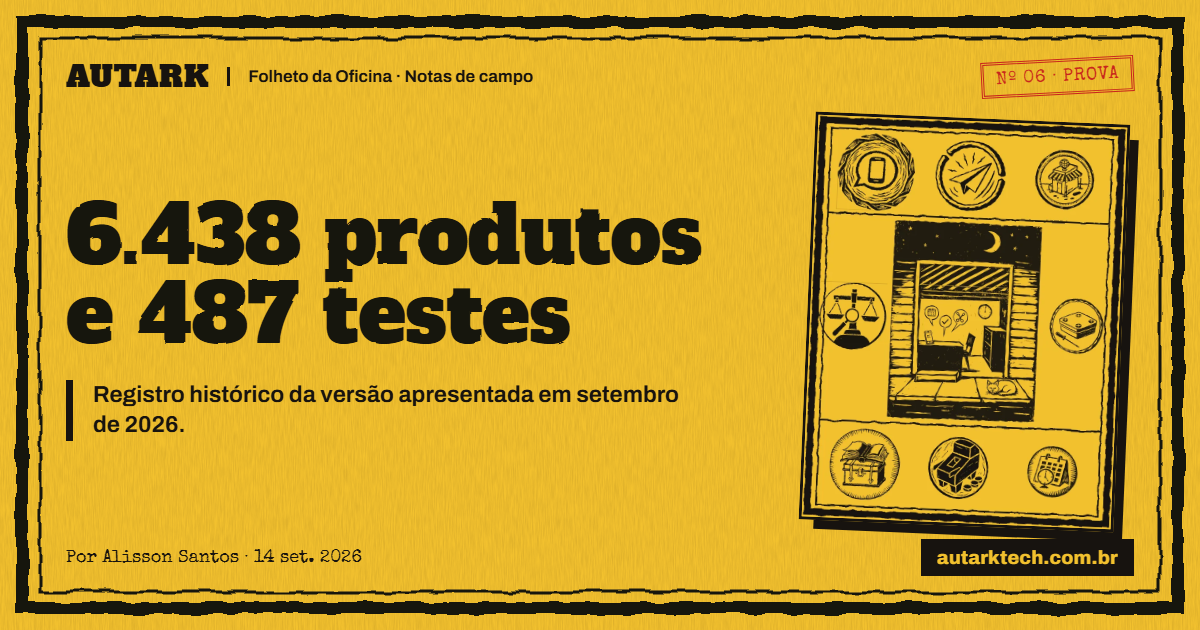 AUTARK
Folheto da Oficina · Notas de campo
Nº 06 · PROVA
6.438 produtos
e 487 testes
Registro histórico da versão apresentada em setembro
de 2026.
Por Alisson Santos · 14 set. 2026
autarktech.com.br